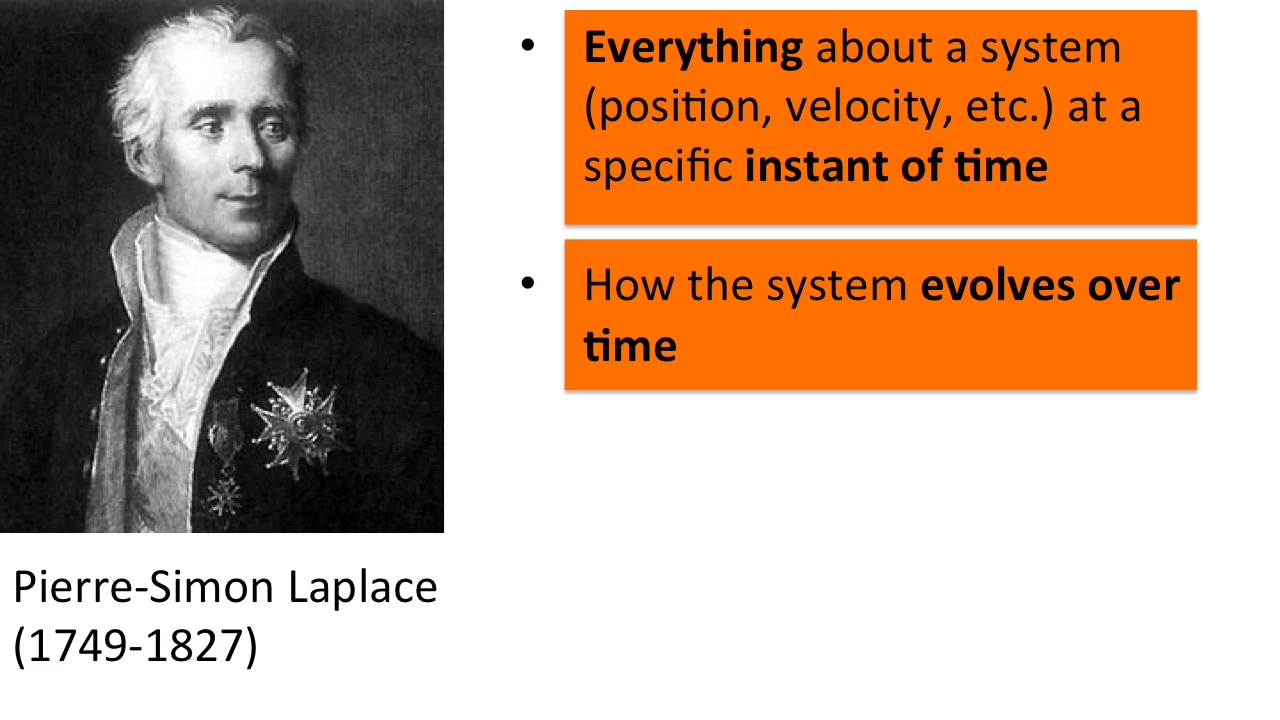 • Everything about a system
(position, velocity, etc.) at a
specific instant of time
• How the system evolves over
time
Pierre-Simon Laplace
(1749-1827)